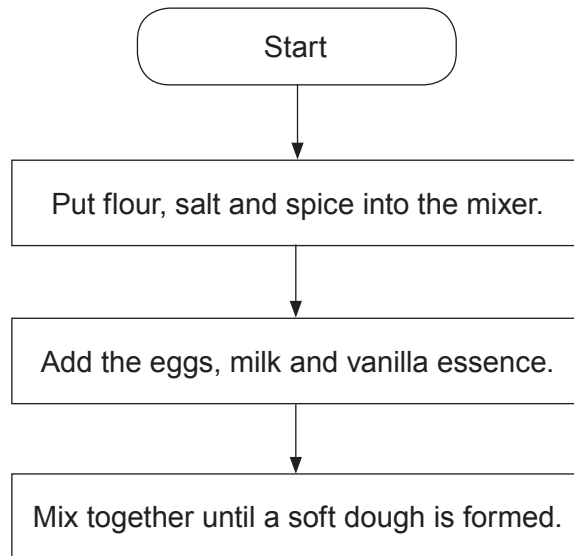 Start
Put flour, salt and spice into the mixer.
Add the eggs, milk and vanilla essence.
Mix together until a soft dough is formed.